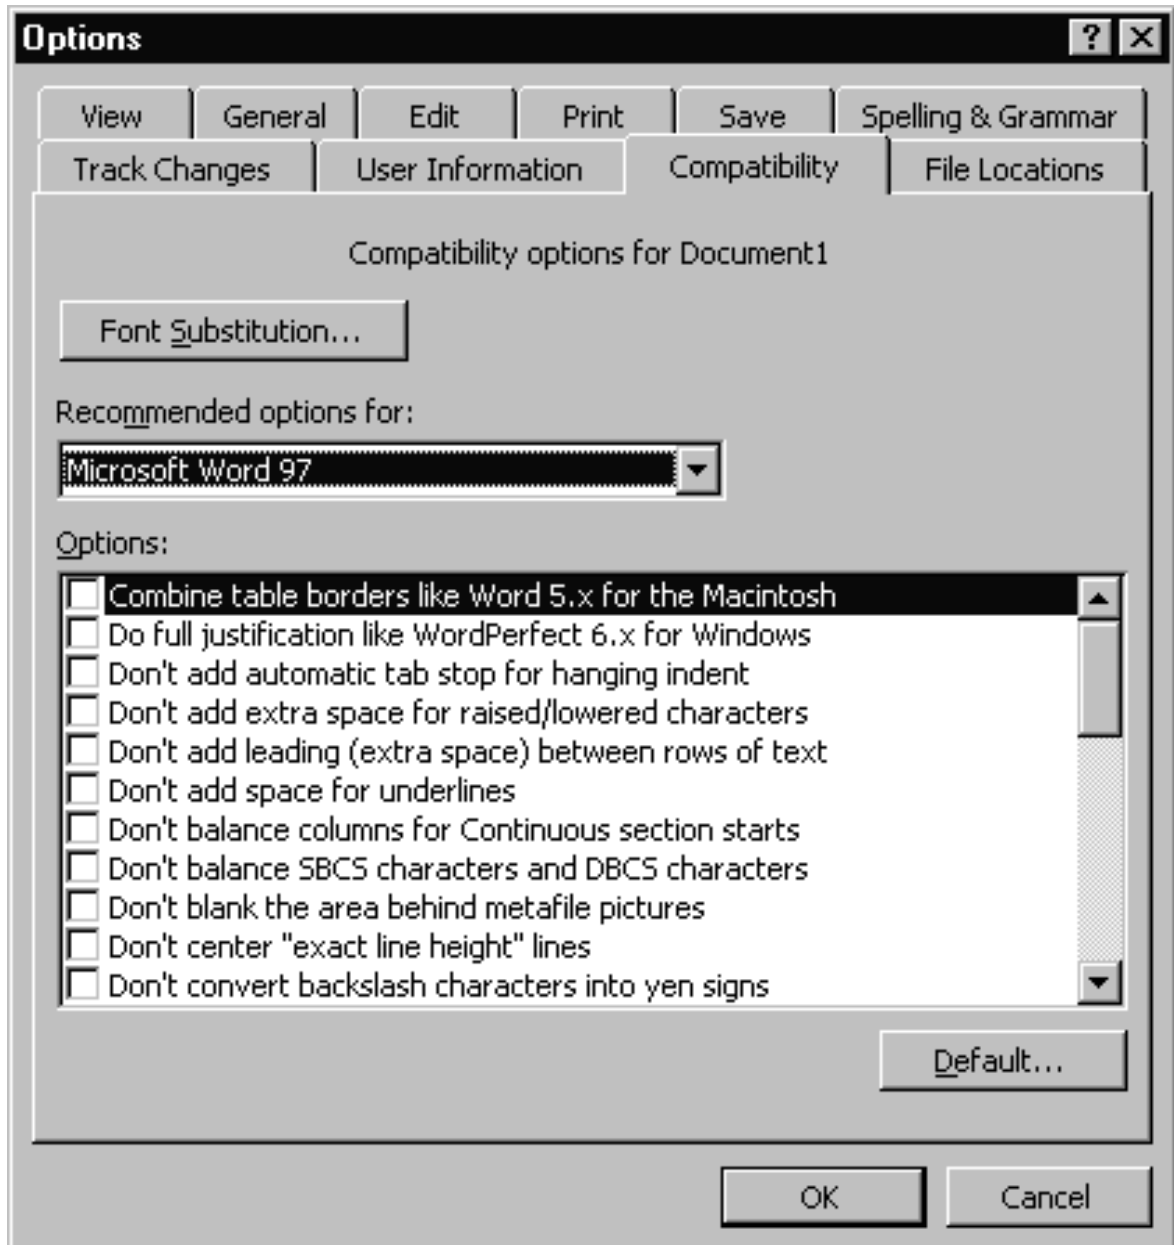 Options
View General Edit Print Save Spelling & Grammar
Track Changes User Information Compatibility File Locations
Compatibility options for Document1
Font Substitution...
Recommended options for:
Microsoft Word 97
Options:
Combine table borders like Word 5.x for the Macintosh
Do full justification like WordPerfect 6.x for Windows
Don't add automatic tab stop for hanging indent
Don't add extra space for raised/lowered characters
Don't add leading (extra space) between rows of text
Don't add space for underlines
Don't balance columns for Continuous section starts
Don't balance SBCS characters and DBCS characters
Don't blank the area behind metafile pictures
Don't center "exact line height" lines
Don't convert backslash characters into yen signs
Default...
OK Cancel